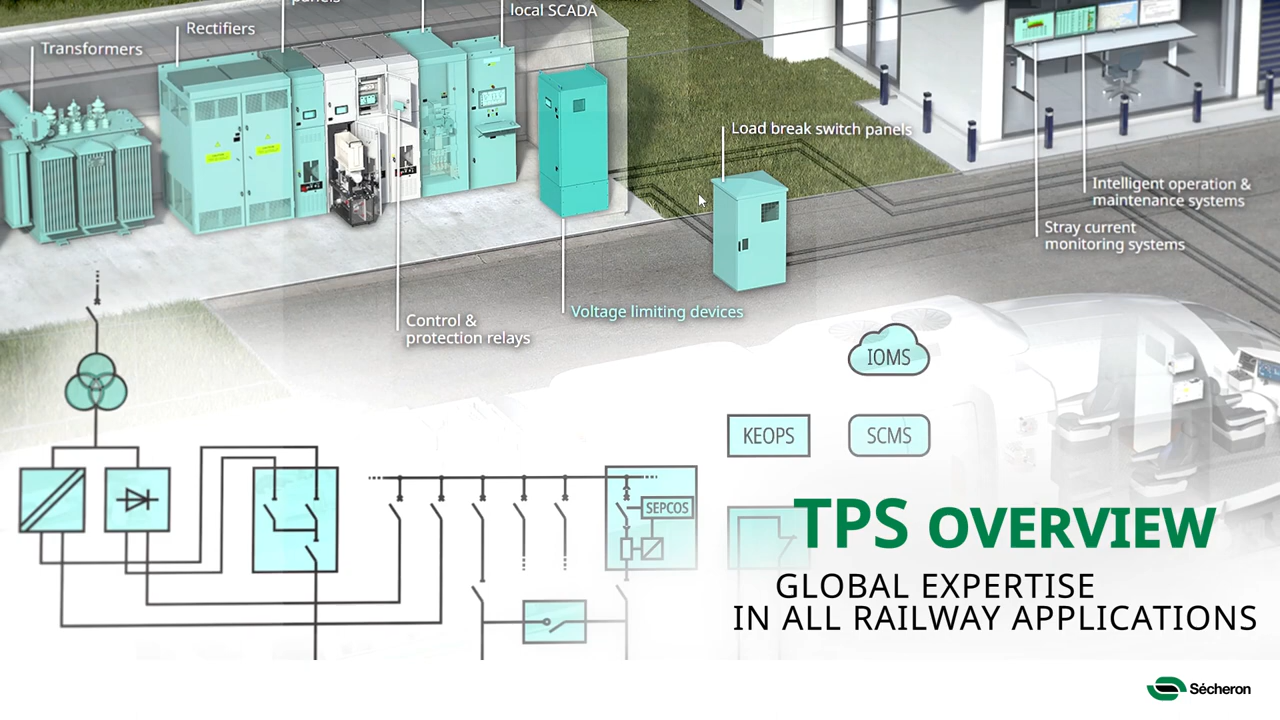 panels
local SCADA
Rectifiers
Transformers
Load break switch panels
Intelligent operation &
maintenance systems
Stray current
monitoring systems
Voltage limiting devices
Control &
protection relays
IOMS
KEOPS
SCMS
SEPCOS
TPS OVERVIEW
GLOBAL EXPERTISE
IN ALL RAILWAY APPLICATIONS
Sécheron